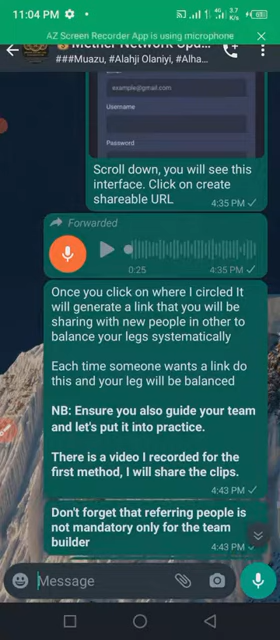 11:04 PM
4G 3.7 K/s
AZ Screen Recorder App is using microphone
Mether Network Upd...
###Muazu, #Alahji Olaniyi, #Alha...
Email
example@gmail.com
Username
Password
Scroll down, you will see this
interface. Click on create
shareable URL
4:35 PM
Forwarded
0:25
4:35 PM
Once you click on where I circled It
will generate a link that you will be
sharing with new people in other to
balance your legs systematically
Each time someone wants a link do
this and your leg will be balanced
NB: Ensure you also guide your team
and let's put it into practice.
There is a video I recorded for the
first method, I will share the clips.
4:43 PM
Don't forget that referring people is
not mandatory only for the team
builder
4:43 PM
Message